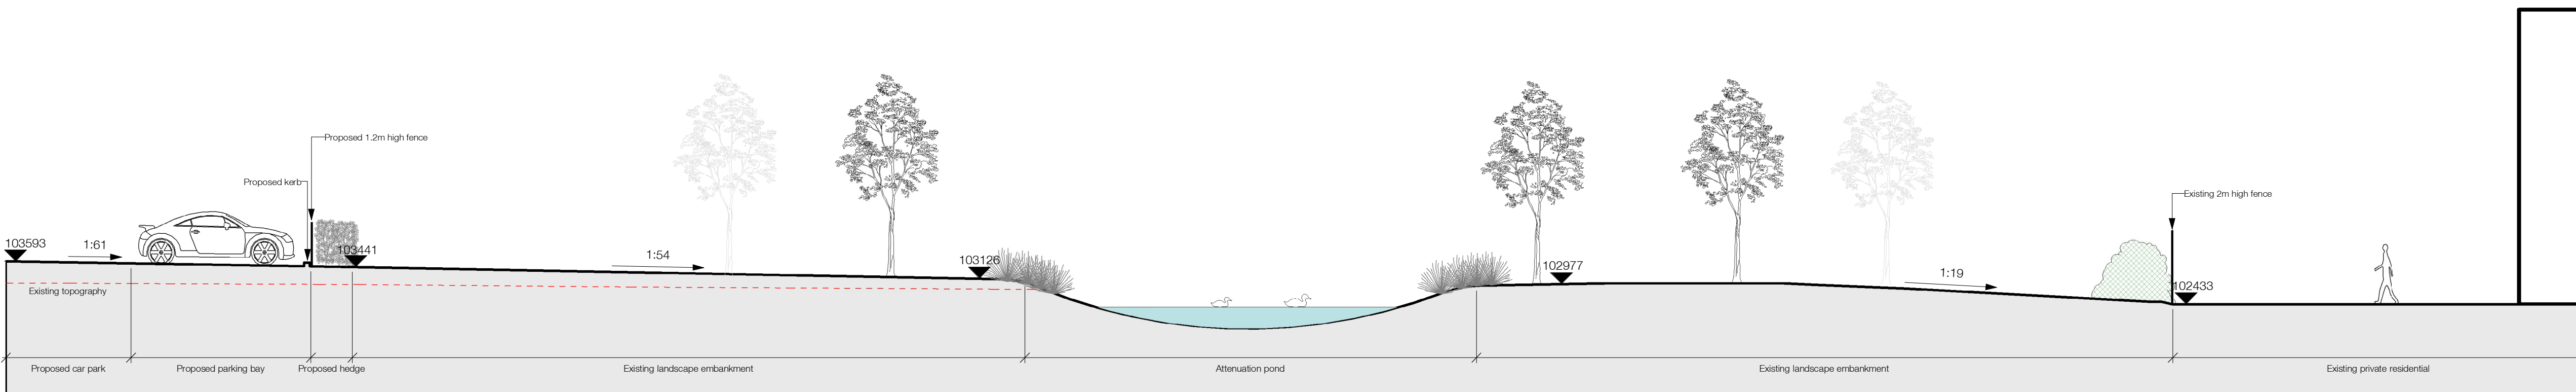 Proposed 1.2m high fence
Proposed kerb
Existing 2m high fence
103593
1:61
103441
1:54
103126
102977
1:19
102433
Existing topography
Proposed car park
Proposed parking bay
Proposed hedge
Existing landscape embankment
Attenuation pond
Existing landscape embankment
Existing private residential